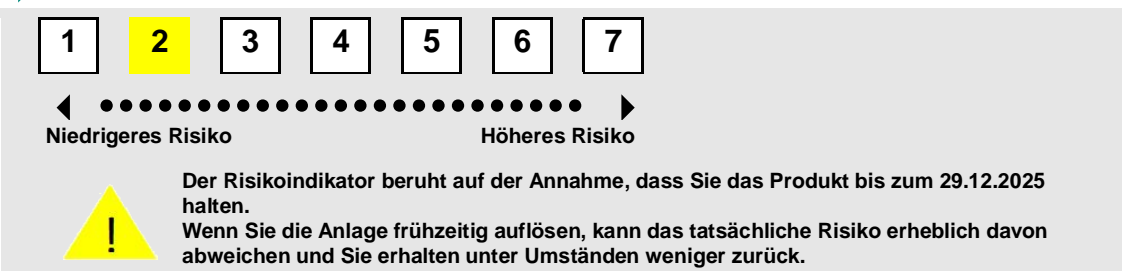 1 2 3 4 5 6 7
Niedrigeres Risiko Höheres Risiko
Der Risikoindikator beruht auf der Annahme, dass Sie das Produkt bis zum 29.12.2025
halten.
Wenn Sie die Anlage frühzeitig auflösen, kann das tatsächliche Risiko erheblich davon
abweichen und Sie erhalten unter Umständen weniger zurück.
!